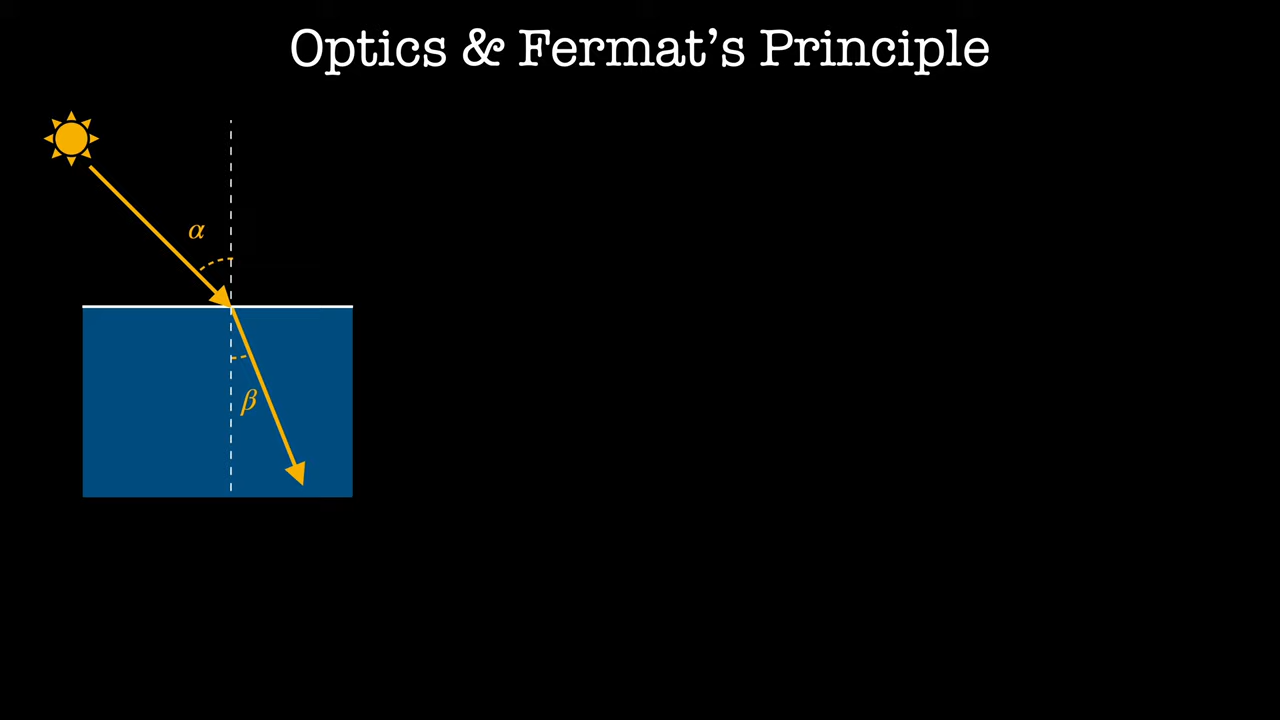 Optics & Fermat’s Principle
α
β